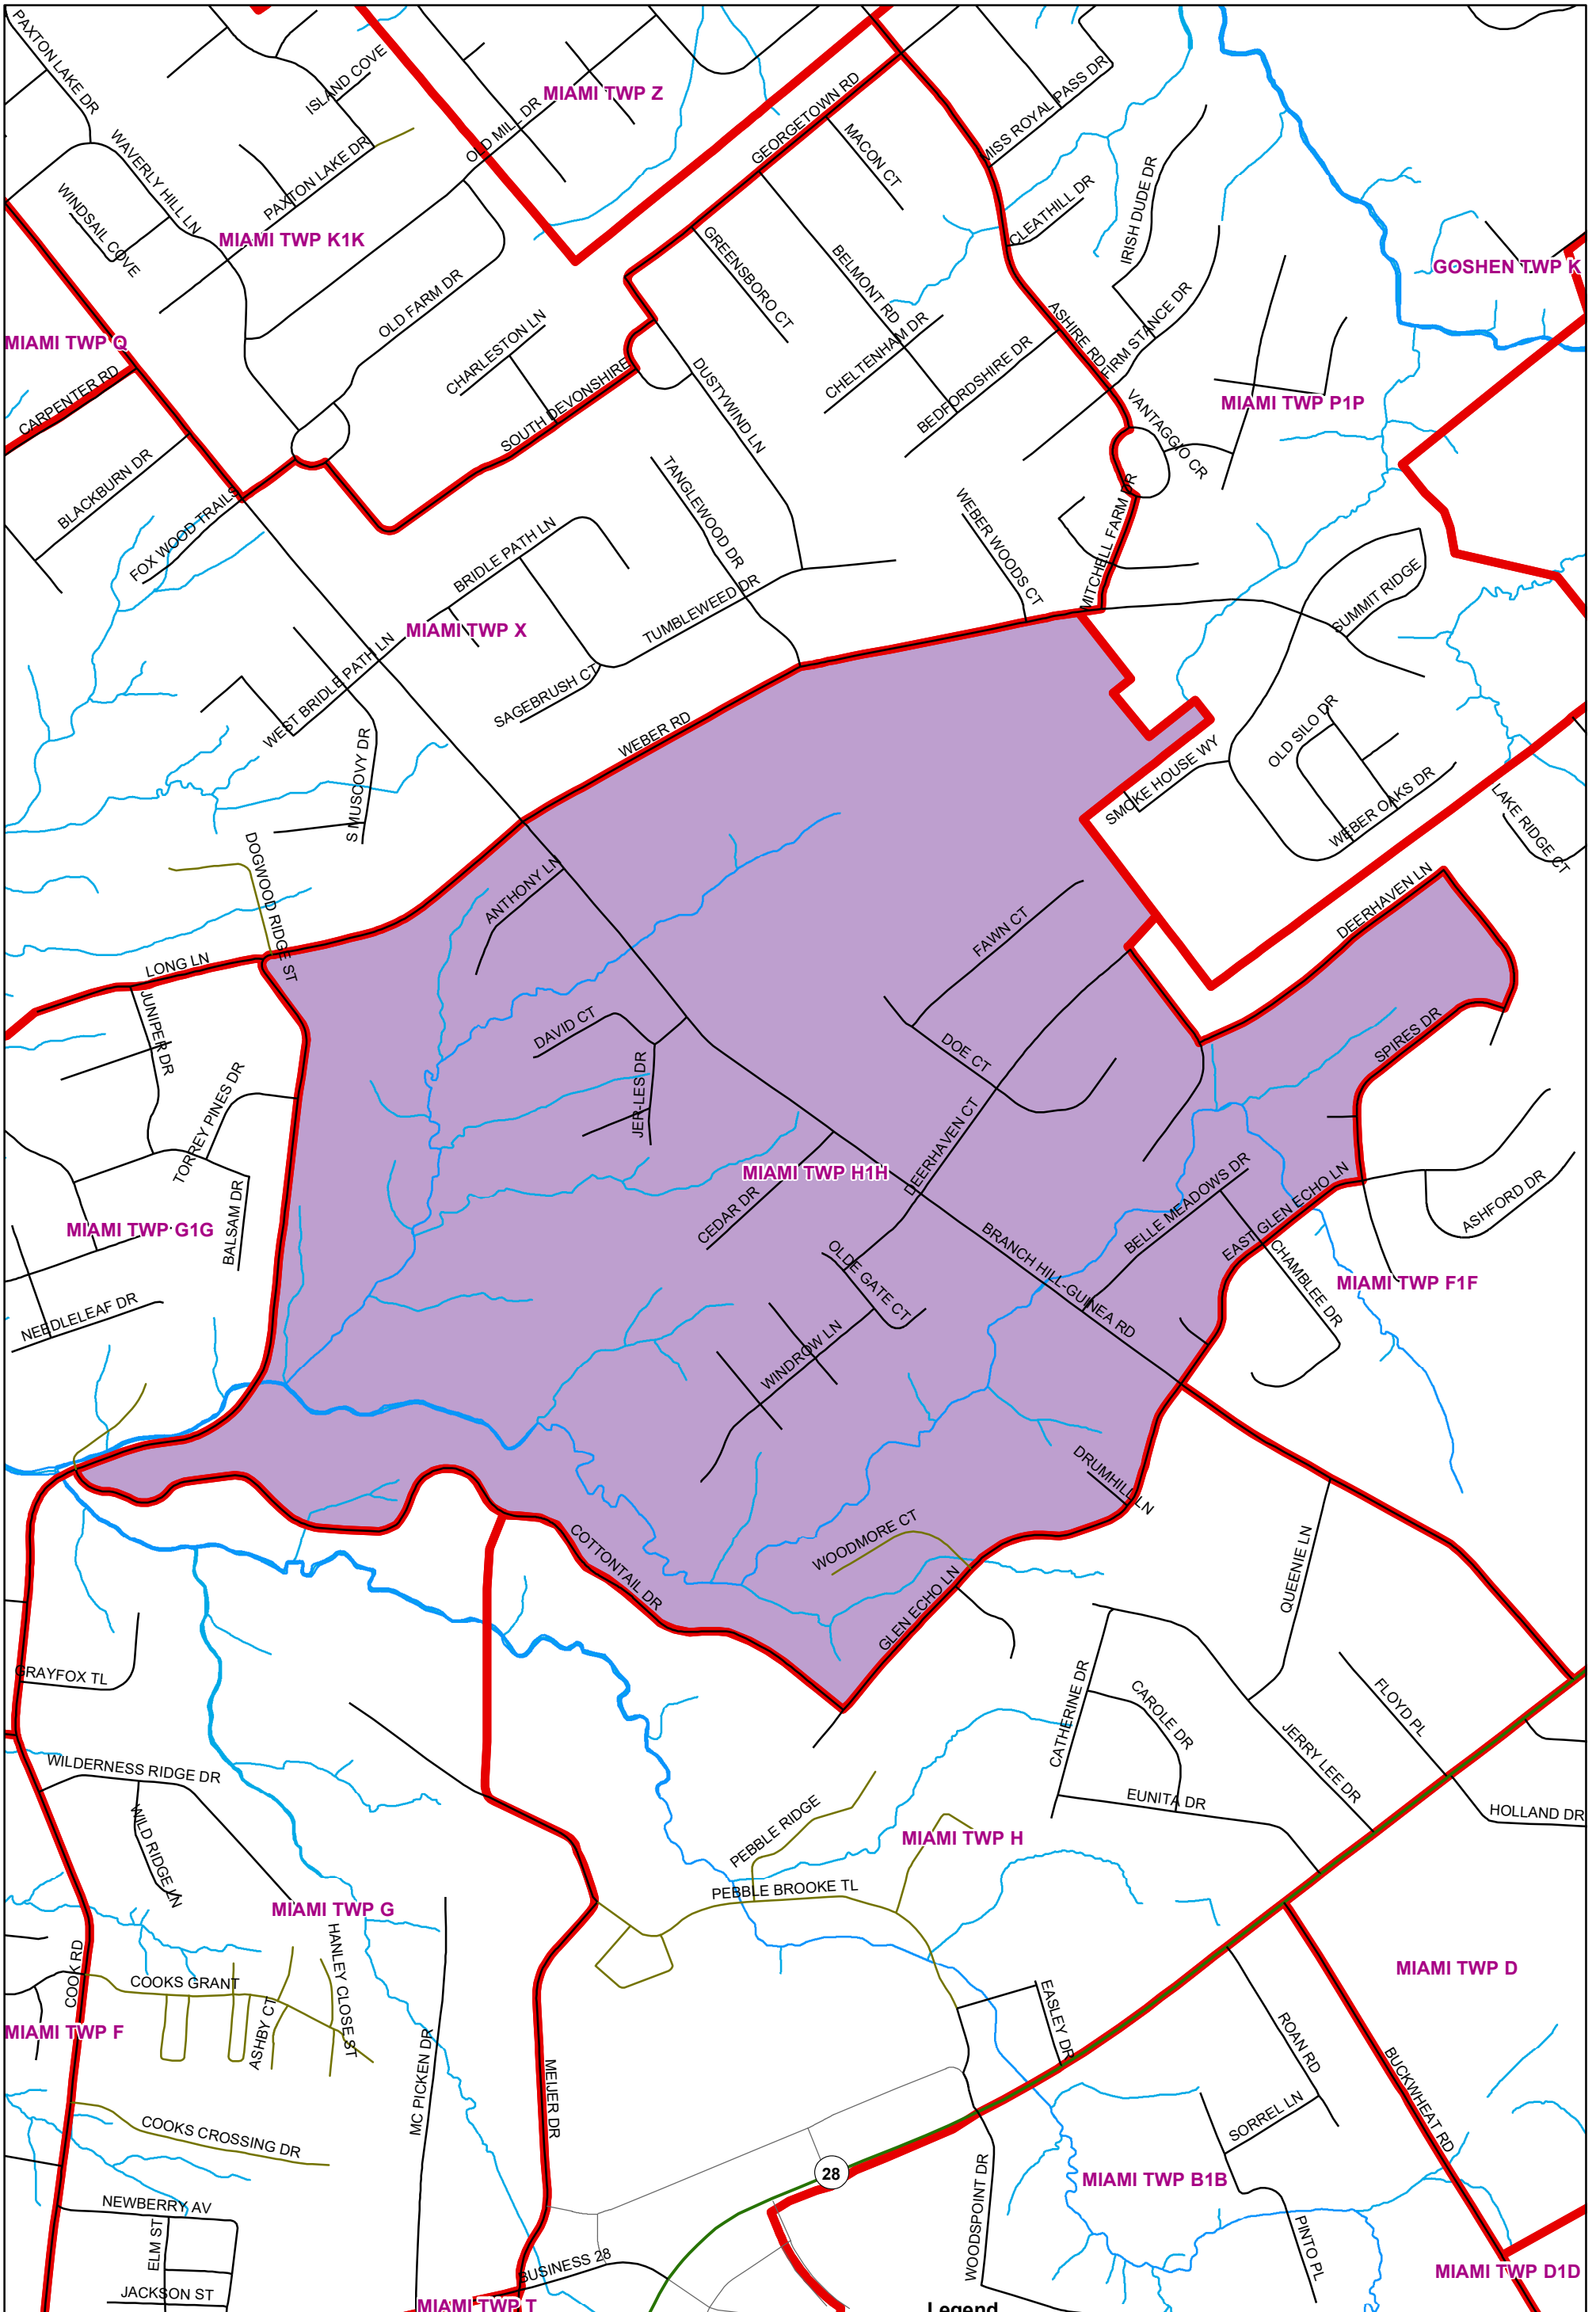 PAXTON LAKE DR
ISLAND COVE
MIAMI TWP Z
OLD MILL DR
GEORGETOWN RD
MISS ROYAL PASS DR
WAVERLY HILL LN
PAXTON LAKE DR
MACON CT
WINDSAIL COVE
MIAMI TWP K1K
CLEATHILL DR
IRISH DUDE DR
GREENSBORO CT
BELMONT RD
GOSHEN TWP K
OLD FARM DR
CHARLESTON LN
MIAMI TWP Q
CARPENTER RD
SOUTH DEVONSHIRE
DUSTYWIND LN
CHELTENHAM DR
BEDFORDSHIRE DR
ASHIRE RD
FIRM STANCE DR
MIAMI TWP P1P
VANTAGGIO CR
BLACKBURN DR
FOX WOOD TRAILS
TANGLEWOOD DR
WEBER WOODS CT
MITCHELL FARM DR
BRIDLE PATH LN
TUMBLEWEED DR
MIAMI TWP X
SUMMIT RIDGE
WEST BRIDLE PATH LN
SAGEBRUSH CT
WEBER RD
S MUSCOVY DR
OLD SILO DR
SMOKE HOUSE WY
WEBER OAKS DR
LAKE RIDGE CT
DOGWOOD RIDGE ST
ANTHONY LN
DEERHAVEN LN
FAWN CT
LONG LN
JUNIPER DR
DAVID CT
JER-LES DR
DOE CT
SPIRES DR
TORREY PINES DR
DEERHAVEN CT
MIAMI TWP H1H
BELLE MEADOWS DR
EAST GLEN ECHO LN
ASHFORD DR
MIAMI TWP G1G
BALSAM DR
CEDAR DR
OLDE GATE CT
BRANCH HILL-GUINEA RD
CHAMBLEE DR
MIAMI TWP F1F
NEEDLELEAF DR
WINDROW LN
DRUMHILL LN
WOODMORE CT
COTTONTAIL DR
GLEN ECHO LN
QUEENIE LN
GRAYFOX TL
CATHERINE DR
CAROLE DR
FLOYD PL
JERRY LEE DR
WILDERNESS RIDGE DR
WILD RIDGE LN
EUNITA DR
HOLLAND DR
PEBBLE RIDGE
MIAMI TWP H
PEBBLE BROOKE TL
MIAMI TWP G
HANLEY CLOSE ST
COOK RD
COOKS GRANT
MIAMI TWP D
MIAMI TWP F
ASHBY CT
EASLEY DR
ROAN RD
MC PICKEN DR
MEIJER DR
BUCKWHEAT RD
COOKS CROSSING DR
SORREL LN
28
MIAMI TWP B1B
NEWBERRY AV
ELM ST
WOODSPOINT DR
PINTO PL
BUSINESS 28
MIAMI TWP D1D
JACKSON ST
MIAMI TWP T
Legend